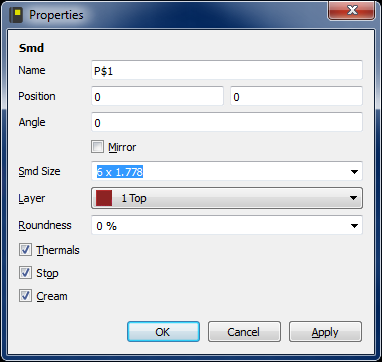 Properties
Smd
Name P$1
Position 0 0
Angle 0
Mirror
Smd Size 6 x 1.778
Layer 1 Top
Roundness 0 %
Thermals
Stop
Cream
OK Cancel Apply